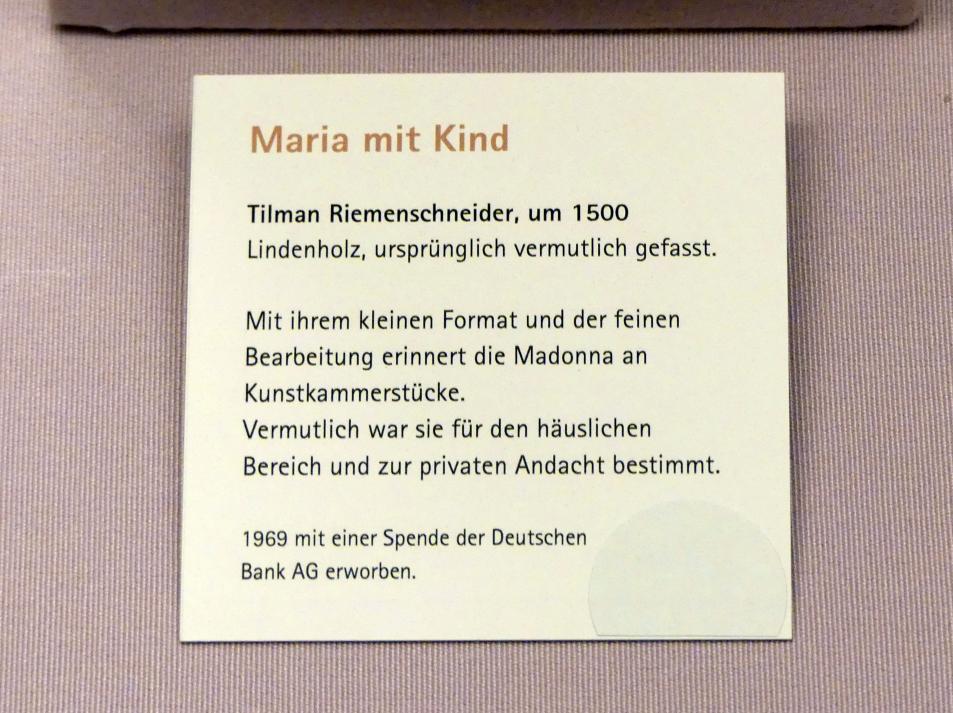 Maria mit Kind
Tilman Riemenschneider, um 1500
Lindenholz, ursprünglich vermutlich gefasst.
Mit ihrem kleinen Format und der feinen
Bearbeitung erinnert die Madonna an
Kunstkammerstücke.
Vermutlich war sie für den häuslichen
Bereich und zur privaten Andacht bestimmt.
1969 mit einer Spende der Deutschen
Bank AG erworben.